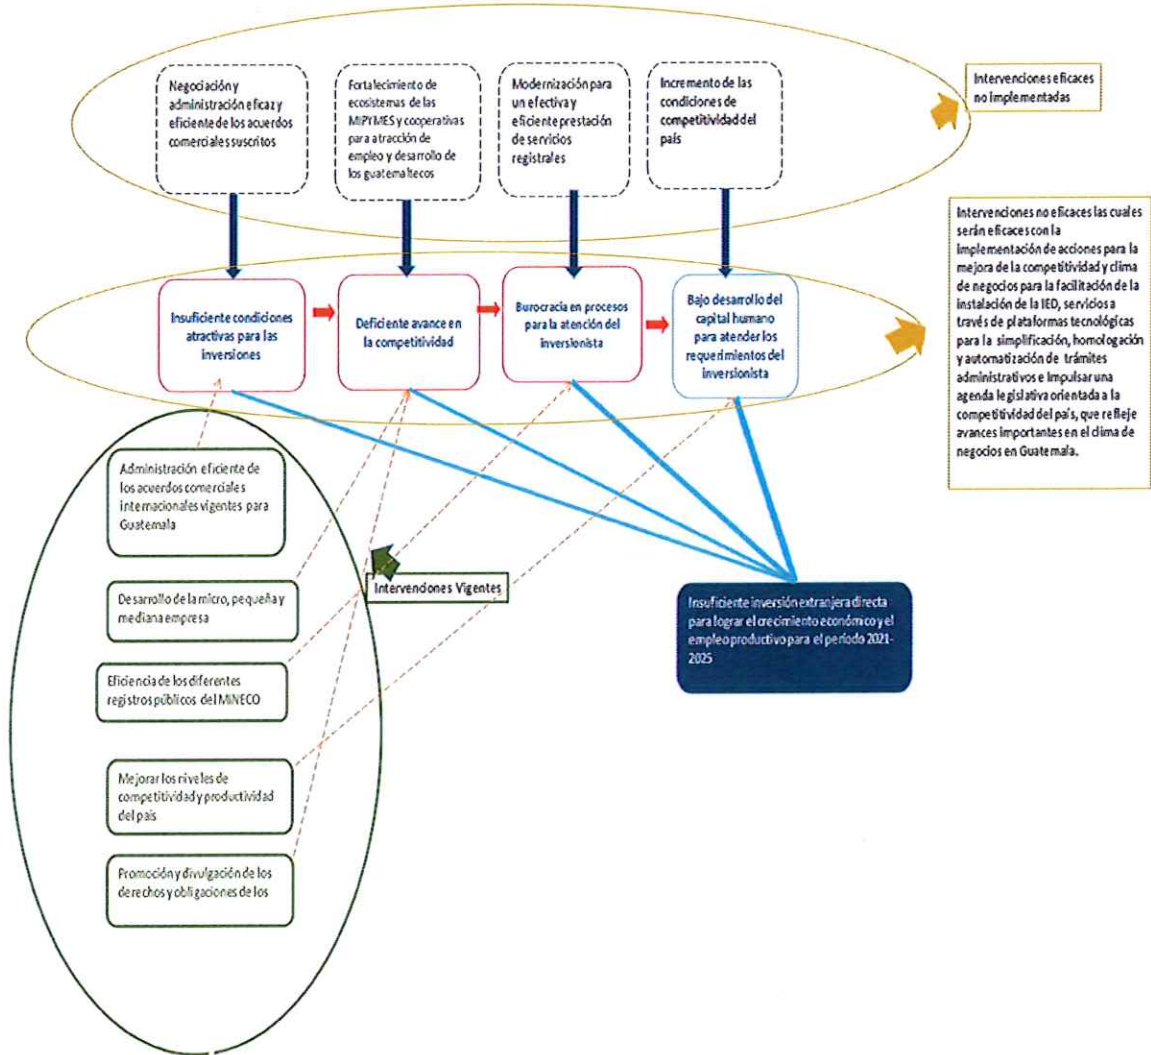 Negociación y
administración eficaz y
eficiente de los acuerdos
comerciales suscritos
Fortalecimiento de
ecosistemas de las
MIPYMES y cooperativas
para atracción de
empleo y desarrollo de
los guatemaltecos
Modernización para
un efectiva y
eficiente prestación
de servicios
registrales
Incremento de las
condiciones de
competitividad del
país
Intervenciones eficaces
no implementadas
Intervenciones no eficaces las cuales
serán eficaces con la
implementación de acciones para la
mejora de la competitividad y clima
de negocios para la facilitación de la
instalación de la IED, servicios a
través de plataformas tecnológicas
para la simplificación, homologación
y automatización de trámites
administrativos e impulsar una
agenda legislativa orientada a la
competitividad del país, que refleje
avances importantes en el clima de
negocios en Guatemala.
Insuficiente condiciones
atractivas para las
inversiones
Deficiente avance en
la competitividad
Burocracia en procesos
para la atención del
inversionista
Bajo desarrollo del
capital humano
para atender los
requerimientos del
inversionista
Administración eficiente de
los acuerdos comerciales
internacionales vigentes para
Guatemala
Intervenciones Vigentes
Desarrollo de la micro, pequeña y
mediana empresa
Insuficiente inversión extranjera directa
para lograr el crecimiento económico y el
empleo productivo para el período 2021-
2025
Eficiencia de los diferentes
registros públicos del MINECO
Mejorar los niveles de
competitividad y productividad
del país
Promoción y divulgación de los
derechos y obligaciones de los